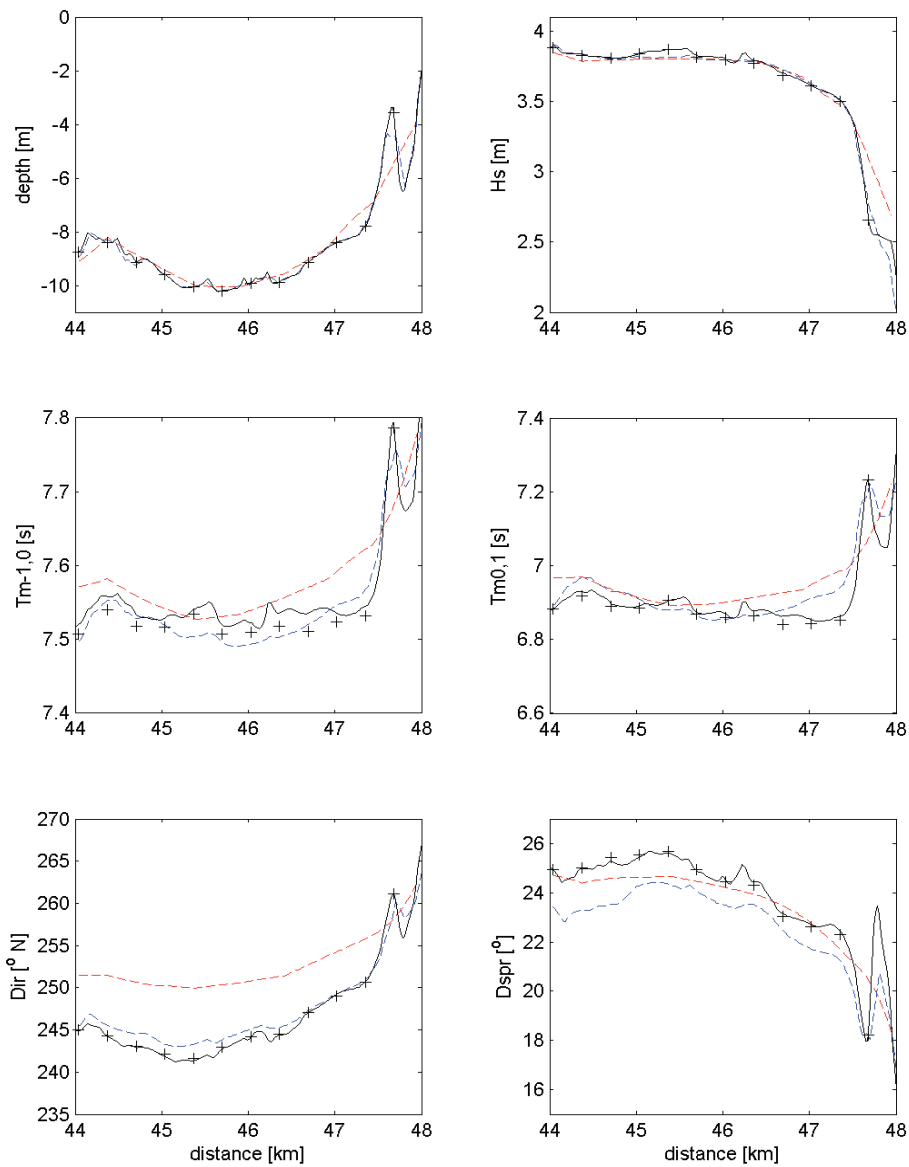 0
-2
-4
-6
-8
-10
depth [m]
44 45 46 47 48
4
3.5
3
2.5
2
Hs [m]
44 45 46 47 48
7.8
7.7
7.6
7.5
7.4
Tm-1,0 [s]
44 45 46 47 48
7.4
7.2
7
6.8
6.6
Tm0,1 [s]
44 45 46 47 48
270
265
260
255
250
245
240
235
Dir [° N]
44 45 46 47 48
distance [km]
26
24
22
20
18
16
Dspr [°]
44 45 46 47 48
distance [km]